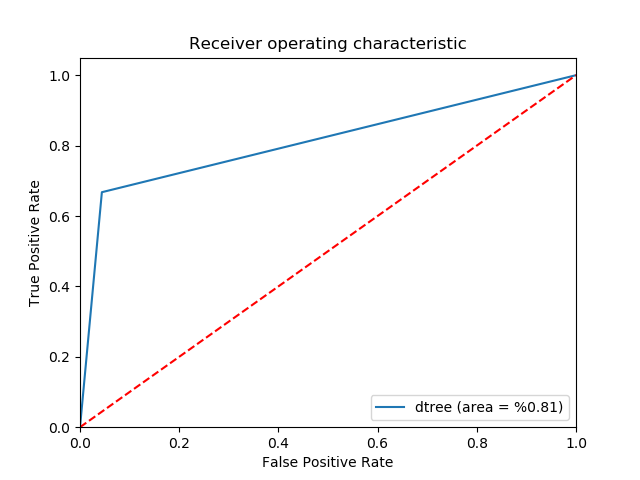 Receiver operating characteristic
1.0
0.8
0.6
0.4
0.2
0.0
True Positive Rate
dtree (area = %0.81)
0.0 0.2 0.4 0.6 0.8 1.0
False Positive Rate